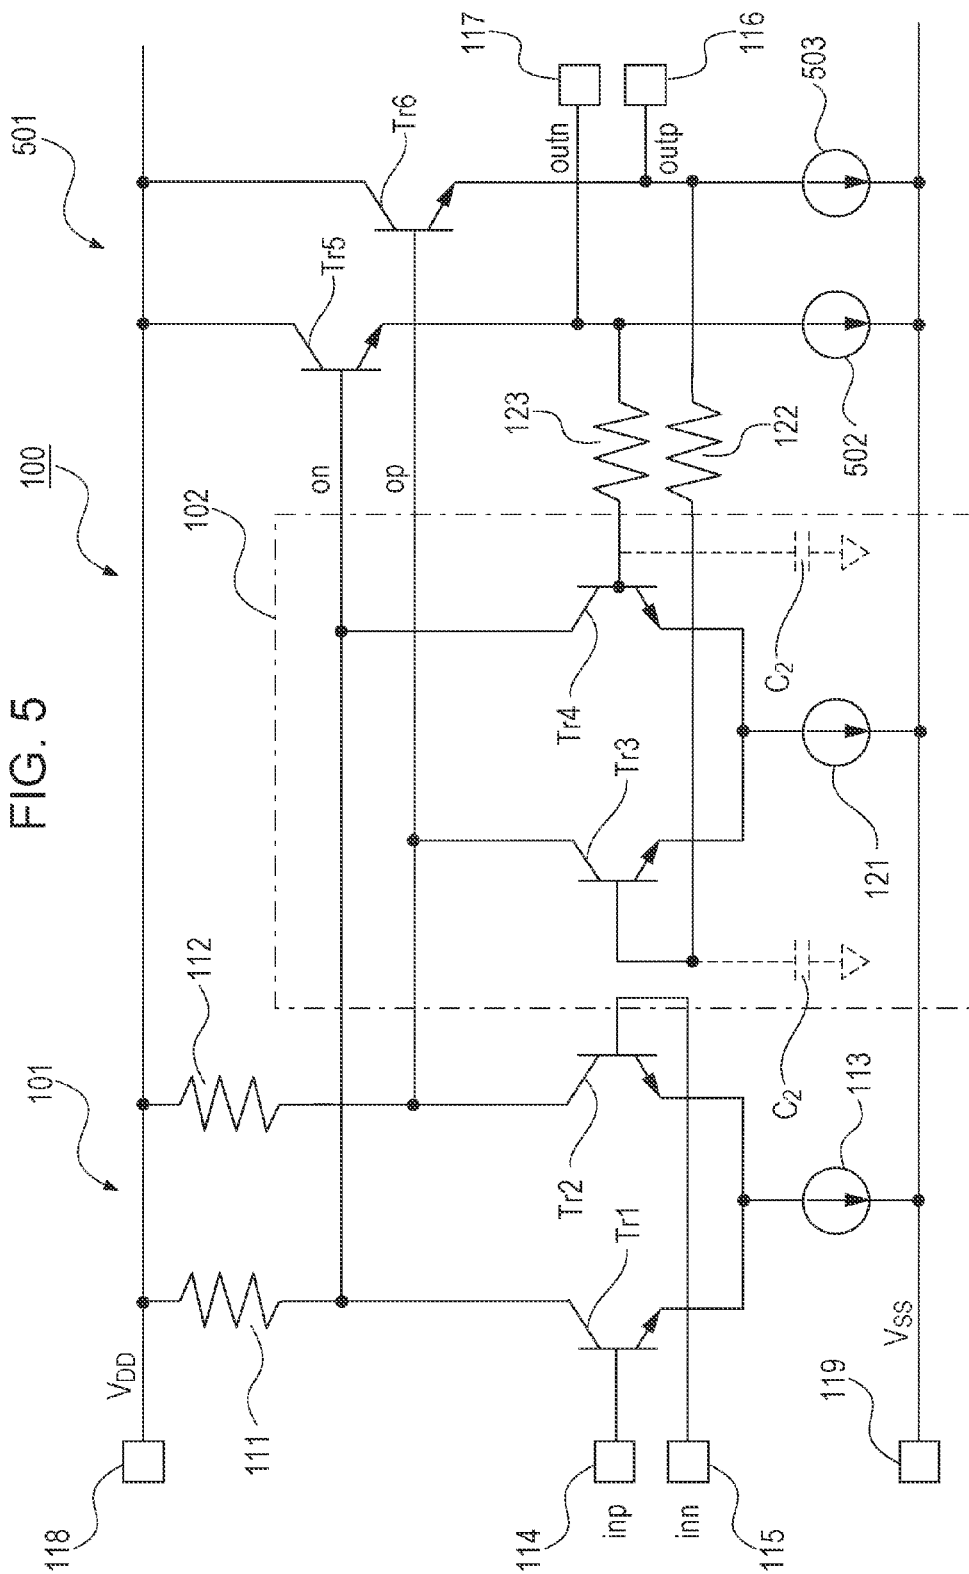 FIG. 5
100
101
102
501
118
VDD
111
112
on
op
Tr5
Tr6
117
116
outn
outp
114
inp
inn
115
Tr1
Tr2
Tr3
Tr4
123
122
C2
C2
113
121
502
503
119
VSS